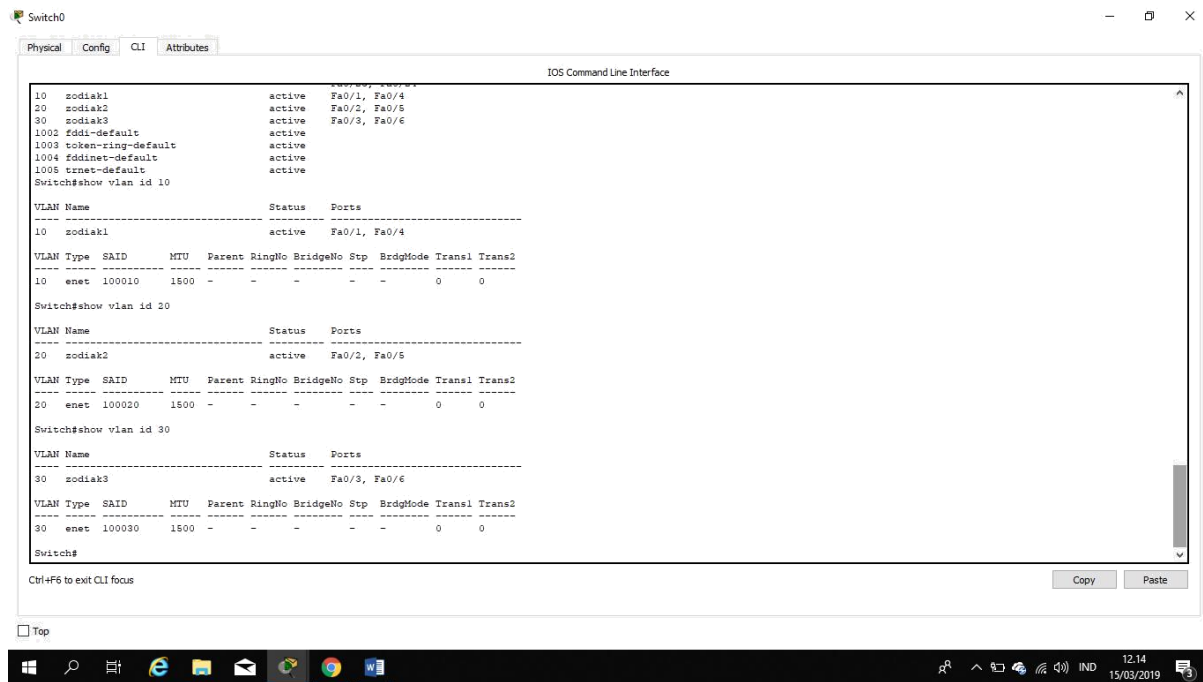 Switch0
Physical Config CLI Attributes
IOS Command Line Interface
10 zodiak1 active Fa0/1, Fa0/4
20 zodiak2 active Fa0/2, Fa0/5
30 zodiak3 active Fa0/3, Fa0/6
1002 fddi-default active
1003 token-ring-default active
1004 fddinet-default active
1005 trnet-default active
Switch#show vlan id 10
VLAN Name Status Ports
---- -------------------------------- --------- -------------------------------
10 zodiak1 active Fa0/1, Fa0/4
VLAN Type SAID MTU Parent RingNo BridgeNo Stp BrdgMode Trans1 Trans2
---- ----- ---------- ----- ------ ------ -------- ---- -------- ------ ------
10 enet 100010 1500 - - - - - 0 0
Switch#show vlan id 20
VLAN Name Status Ports
---- -------------------------------- --------- -------------------------------
20 zodiak2 active Fa0/2, Fa0/5
VLAN Type SAID MTU Parent RingNo BridgeNo Stp BrdgMode Trans1 Trans2
---- ----- ---------- ----- ------ ------ -------- ---- -------- ------ ------
20 enet 100020 1500 - - - - - 0 0
Switch#show vlan id 30
VLAN Name Status Ports
---- -------------------------------- --------- -------------------------------
30 zodiak3 active Fa0/3, Fa0/6
VLAN Type SAID MTU Parent RingNo BridgeNo Stp BrdgMode Trans1 Trans2
---- ----- ---------- ----- ------ ------ -------- ---- -------- ------ ------
30 enet 100030 1500 - - - - - 0 0
Switch#
Ctrl+F6 to exit CLI focus
Copy Paste
Top
IND
12.14
15/03/2019
3